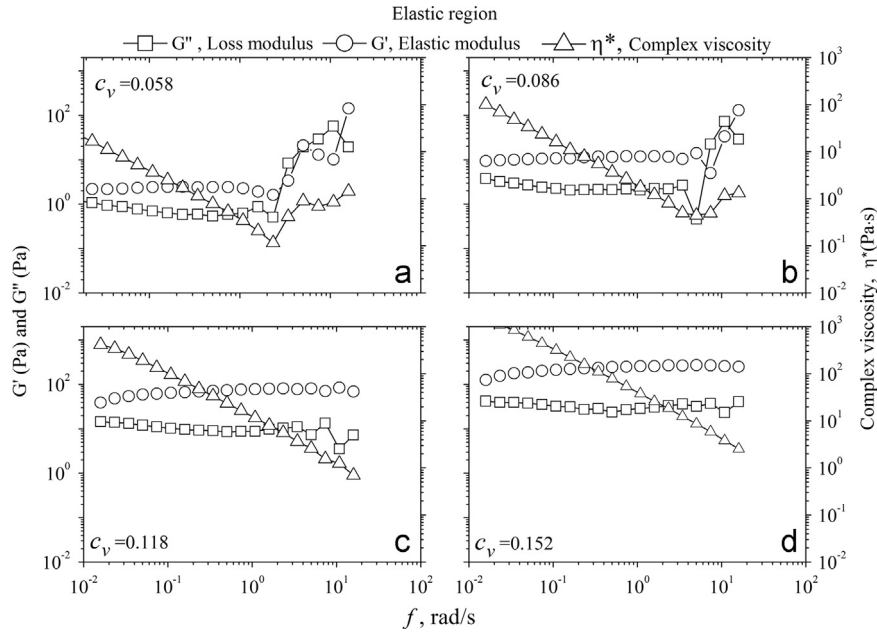 Elastic region
G'' , Loss modulus G', Elastic modulus η*, Complex viscosity
c_v=0.058
10^2
10^0
10^-2
a
c_v=0.086
10^3
10^2
10^1
10^0
10^-1
10^-2
b
G' (Pa) and G'' (Pa)
Complex viscosity, η*(Pa·s)
10^2
10^0
10^-2
c_v=0.118
c
10^3
10^2
10^1
10^0
10^-1
10^-2
c_v=0.152
d
10^-2 10^-1 10^0 10^1 10^2
10^-2 10^-1 10^0 10^1 10^2
f , rad/s